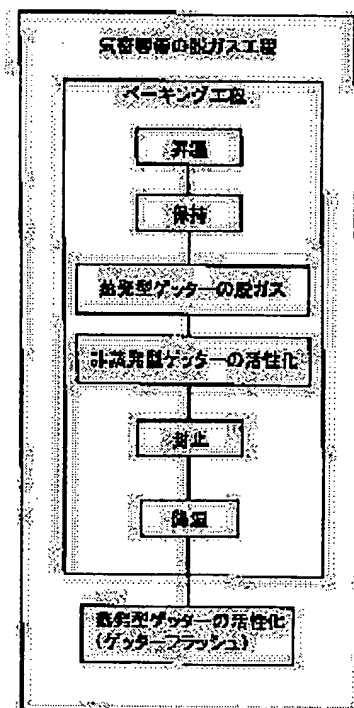 気密容器の脱ガス工程
ベーキング工程
昇温
保持
蒸発型ゲッターの脱ガス
非蒸発型ゲッターの活性化
封止
降温
蒸発型ゲッターの活性化
(ゲッターフラッシュ)